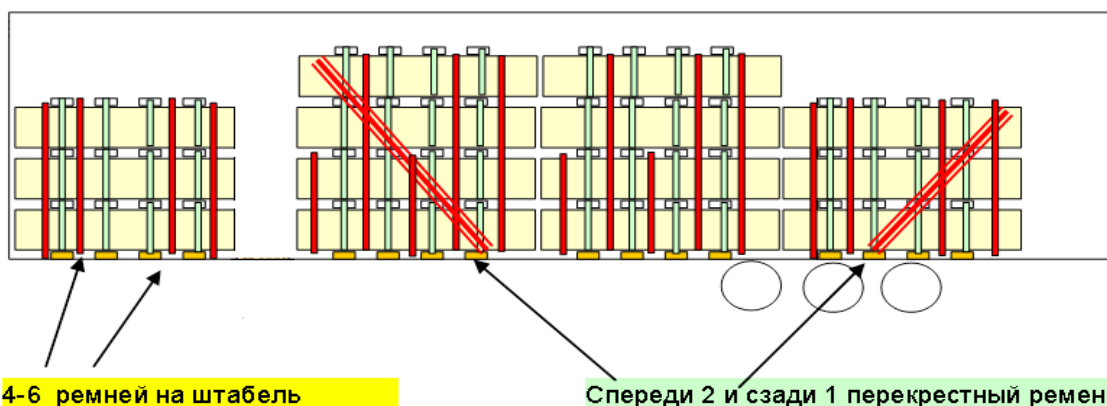 4-6 ремней на штабель
Спереди 2 и сзади 1 перекрестный ремен